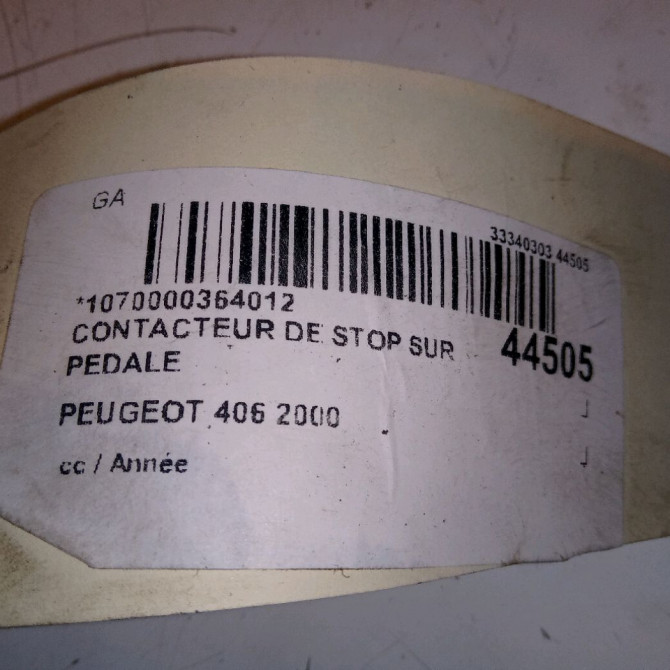 GA
33340303 44505
*1070000364012
CONTACTEUR DE STOP SUR
PEDALE
44505
PEUGEOT 406 2000
cc / Année